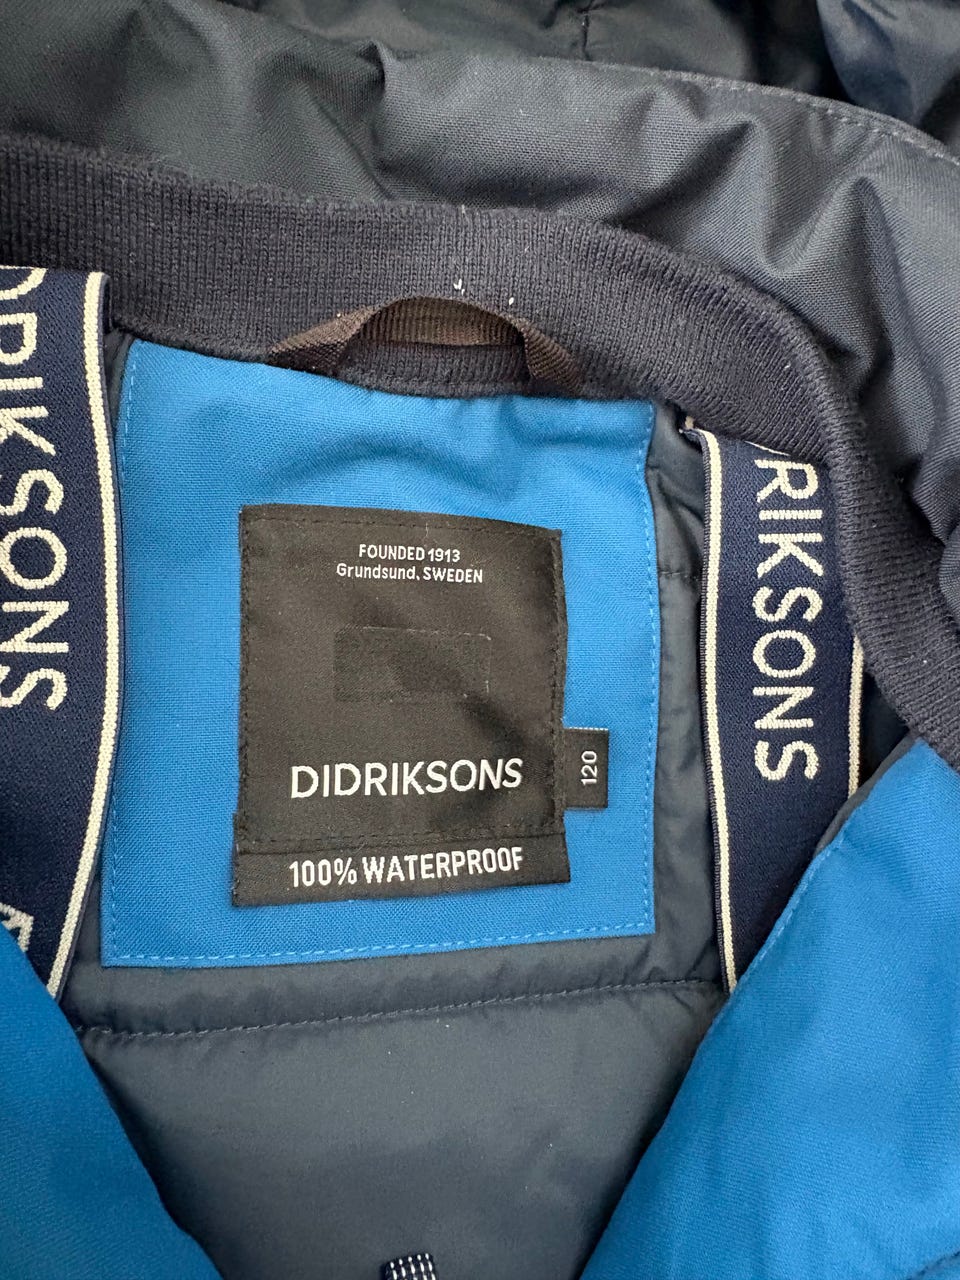 FOUNDED 1913
Grundsund, SWEDEN
DIDRIKSONS
120
100% WATERPROOF
DRIKSONS
RIKSONS